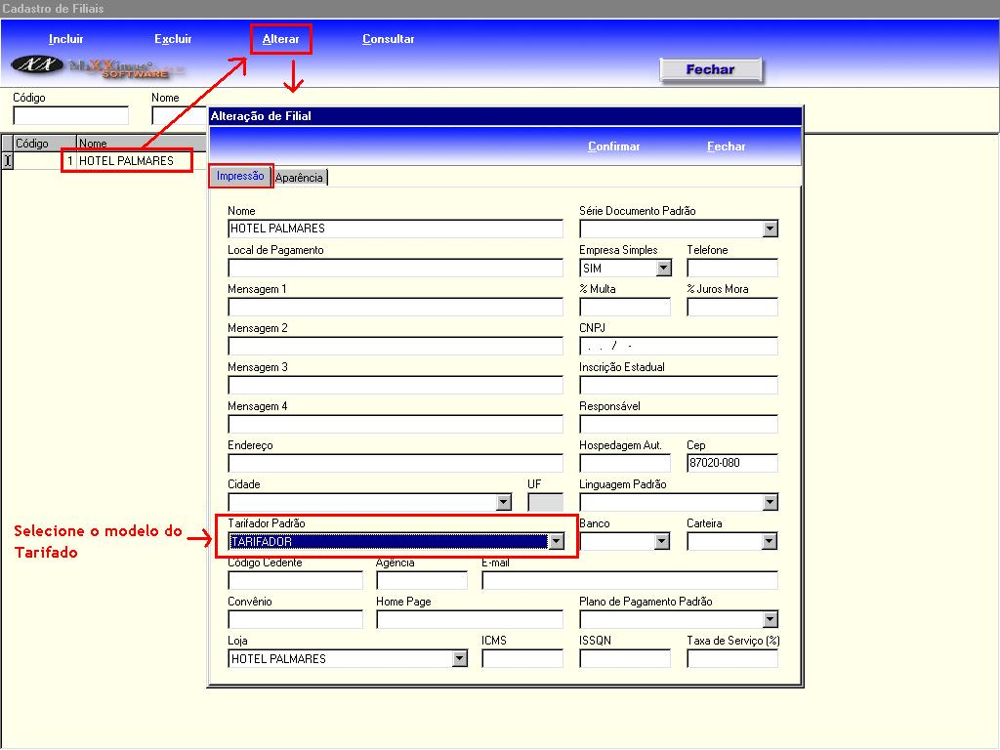 Cadastro de Filiais
Incluir Excluir Alterar Consultar
XX MaXXimus SOFTWARE
Fechar
Código Nome
Código Nome
1 HOTEL PALMARES
Alteração de Filial
Confirmar Fechar
Impressão Aparência
Nome Série Documento Padrão
HOTEL PALMARES
Local de Pagamento Empresa Simples Telefone
SIM
Mensagem 1 % Multa % Juros Mora
Mensagem 2 CNPJ
. . / -
Mensagem 3 Inscrição Estadual
Mensagem 4 Responsável
Endereço Hospedagem Aut. Cep
87020-080
Cidade UF Linguagem Padrão
Tarifador Padrão Banco Carteira
TARIFADOR
Selecione o modelo do
Tarifado
Código Cedente Agência E-mail
Convênio Home Page Plano de Pagamento Padrão
Loja ICMS ISSQN Taxa de Serviço (%)
HOTEL PALMARES